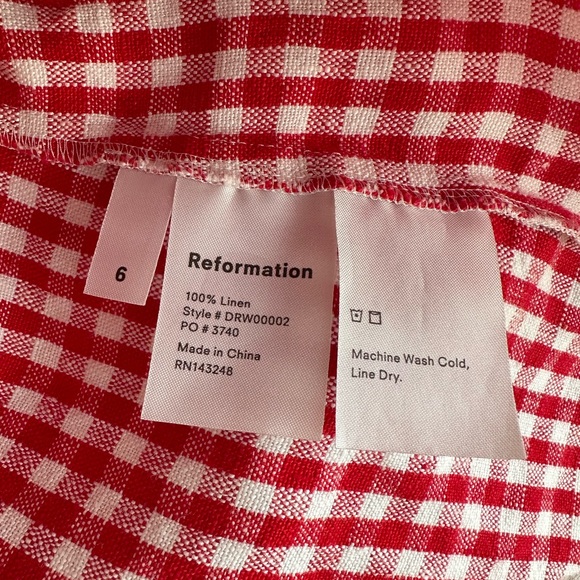 6
Reformation
100% Linen
Style # DRW00002
PO # 3740
Made in China
RN143248
Machine Wash Cold,
Line Dry.